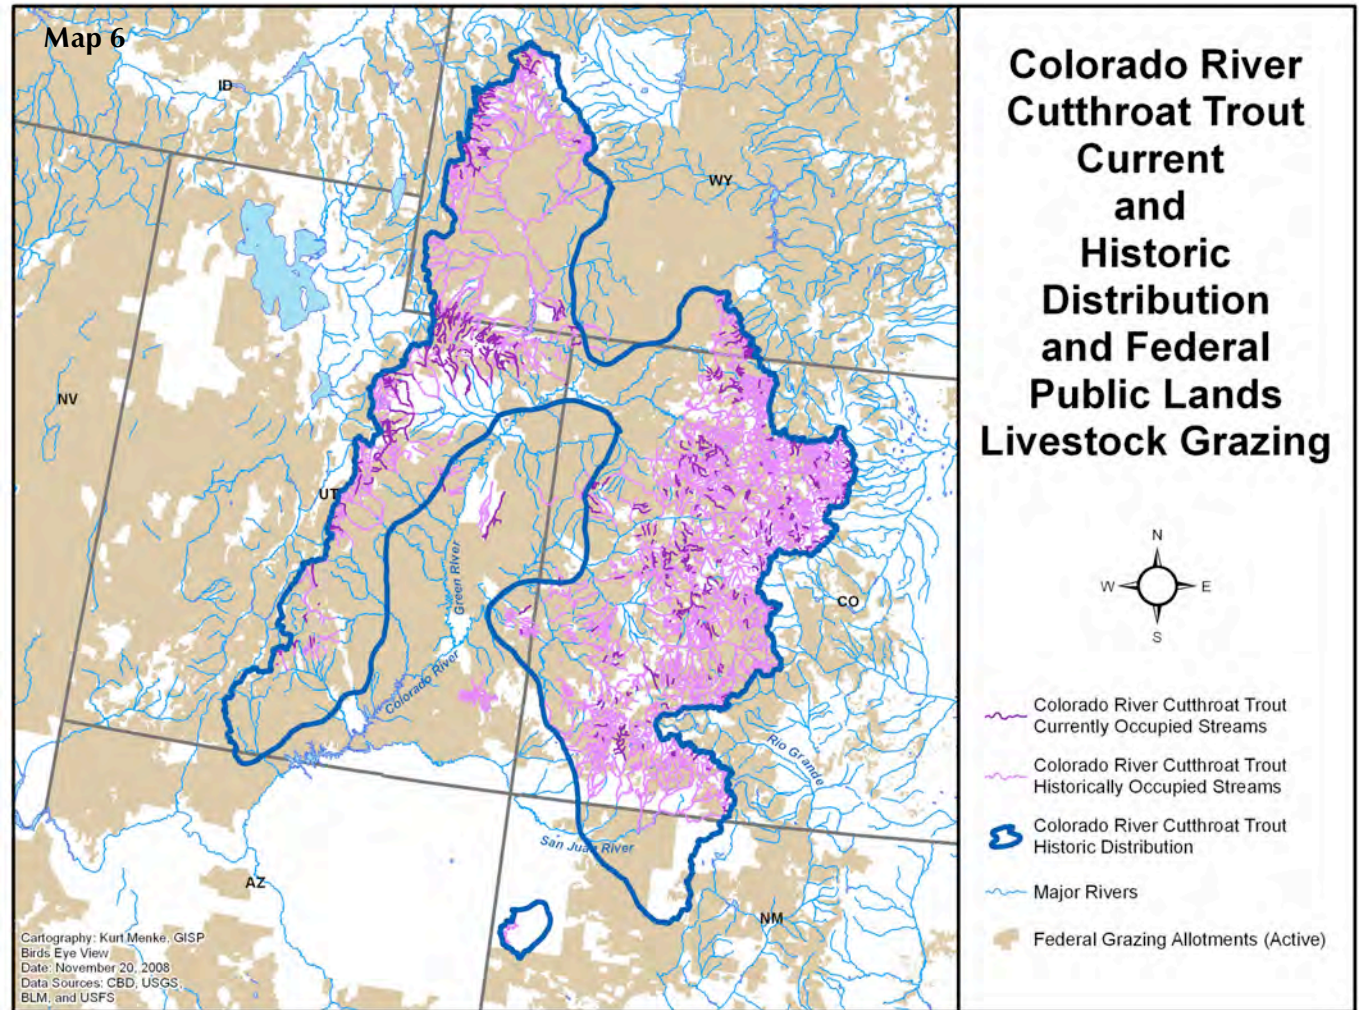 Map 6
ID
WY
NV
UT
CO
AZ
NM
Green River
Colorado River
Rio Grande
San Juan River
Cartography: Kurt Menke, GISP
Birds Eye View
Date: November 20, 2008
Data Sources: CBD, USGS,
BLM, and USFS
Colorado River
Cutthroat Trout
Current
and
Historic
Distribution
and Federal
Public Lands
Livestock Grazing
N
W E
S
Colorado River Cutthroat Trout
Currently Occupied Streams
Colorado River Cutthroat Trout
Historically Occupied Streams
Colorado River Cutthroat Trout
Historic Distribution
Major Rivers
Federal Grazing Allotments (Active)